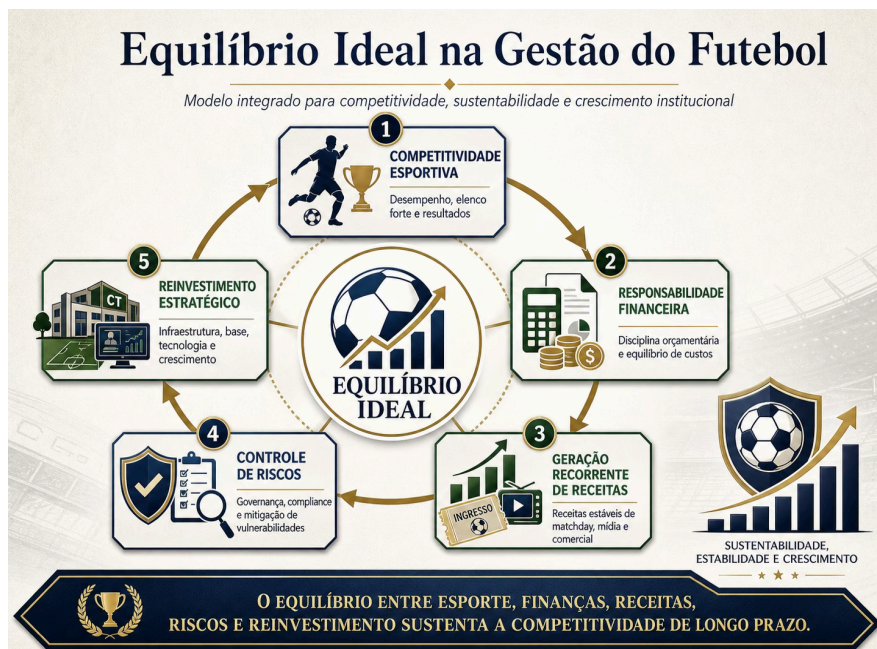 Equilíbrio Ideal na Gestão do Futebol
Modelo integrado para competitividade, sustentabilidade e crescimento institucional
1
COMPETITIVIDADE
ESPORTIVA
Desempenho, elenco
forte e resultados
2
RESPONSABILIDADE
FINANCEIRA
Disciplina orçamentária
e equilíbrio de custos
$
3
GERAÇÃO
RECORRENTE
DE RECEITAS
Receitas estáveis de
matchday, mídia e
comercial
INGRESSO
4
CONTROLE
DE RISCOS
Governança, compliance
e mitigação de
vulnerabilidades
5
REINVESTIMENTO
ESTRATÉGICO
Infraestrutura, base,
tecnologia e
crescimento
CT
EQUILÍBRIO
IDEAL
SUSTENTABILIDADE,
ESTABILIDADE E CRESCIMENTO
O EQUILÍBRIO ENTRE ESPORTE, FINANÇAS, RECEITAS,
RISCOS E REINVESTIMENTO SUSTENTA A COMPETITIVIDADE DE LONGO PRAZO.